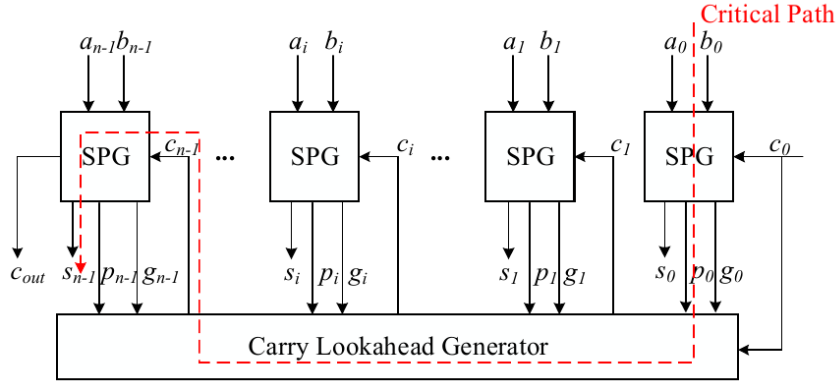 Critical Path
a_{n-1} b_{n-1} a_i b_i a_1 b_1 a_0 b_0
SPG c_{n-1} ... SPG c_i ... SPG c_1 SPG c_0
c_{out} s_{n-1} p_{n-1} g_{n-1} s_i p_i g_i s_1 p_1 g_1 s_0 p_0 g_0
Carry Lookahead Generator